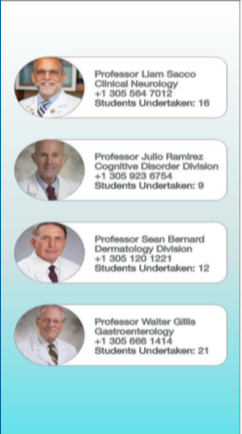 Professor Liam Sacco
Clinical Neurology
+1 305 564 7012
Students Undertaken: 16
Professor Julio Ramirez
Cognitive Disorder Division
+1 305 923 6754
Students Undertaken: 9
Professor Sean Bernard
Dermatology Division
+1 305 120 1221
Students Undertaken: 12
Professor Walter Gillis
Gastroenterology
+1 305 666 1414
Students Undertaken: 21